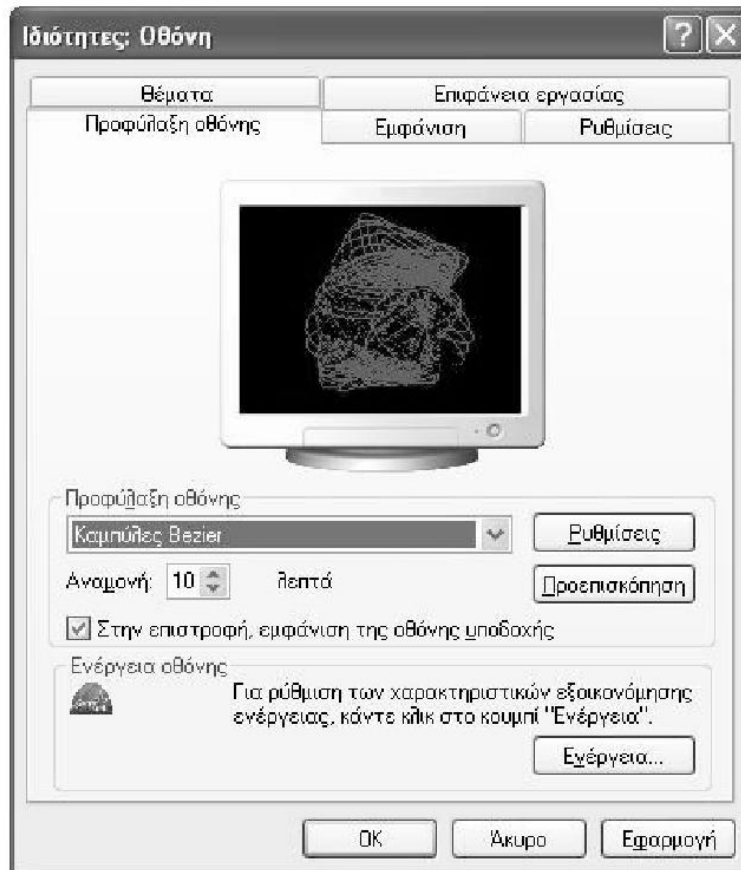 Ιδιότητες: Οθόνη
Θέματα
Επιφάνεια εργασίας
Προφύλαξη οθόνης
Εμφάνιση
Ρυθμίσεις
Προφύλαξη οθόνης
Καμπύλες Bezier
Ρυθμίσεις
Αναμονή: 10 λεπτά
Προεπισκόπηση
Στην επιστροφή, εμφάνιση της οθόνης υποδοχής
Ενέργεια οθόνης
Για ρύθμιση των χαρακτηριστικών εξοικονόμησης
ενέργειας, κάντε κλικ στο κουμπί "Ενέργεια".
Ενέργεια...
OK
Άκυρο
Εφαρμογή